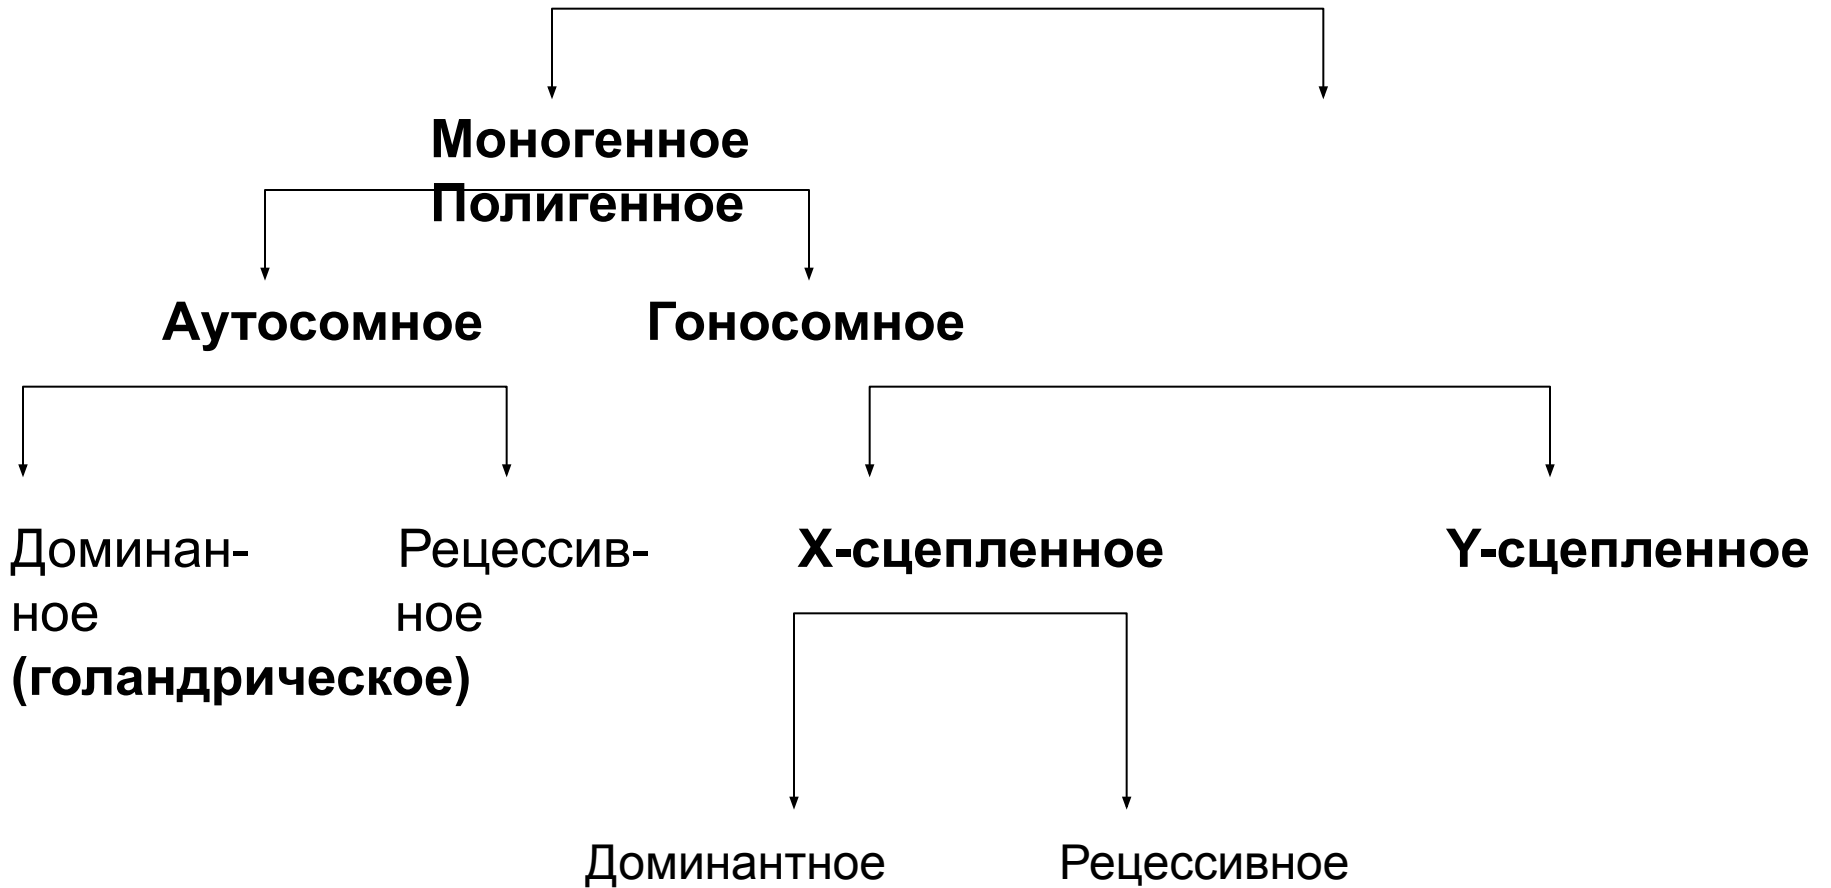 Моногенное
Полигенное
Аутосомное Гоносомное
Доминан- Рецессив- Х-сцепленное Y-сцепленное
ное ное
(голандрическое)
Доминантное Рецессивное